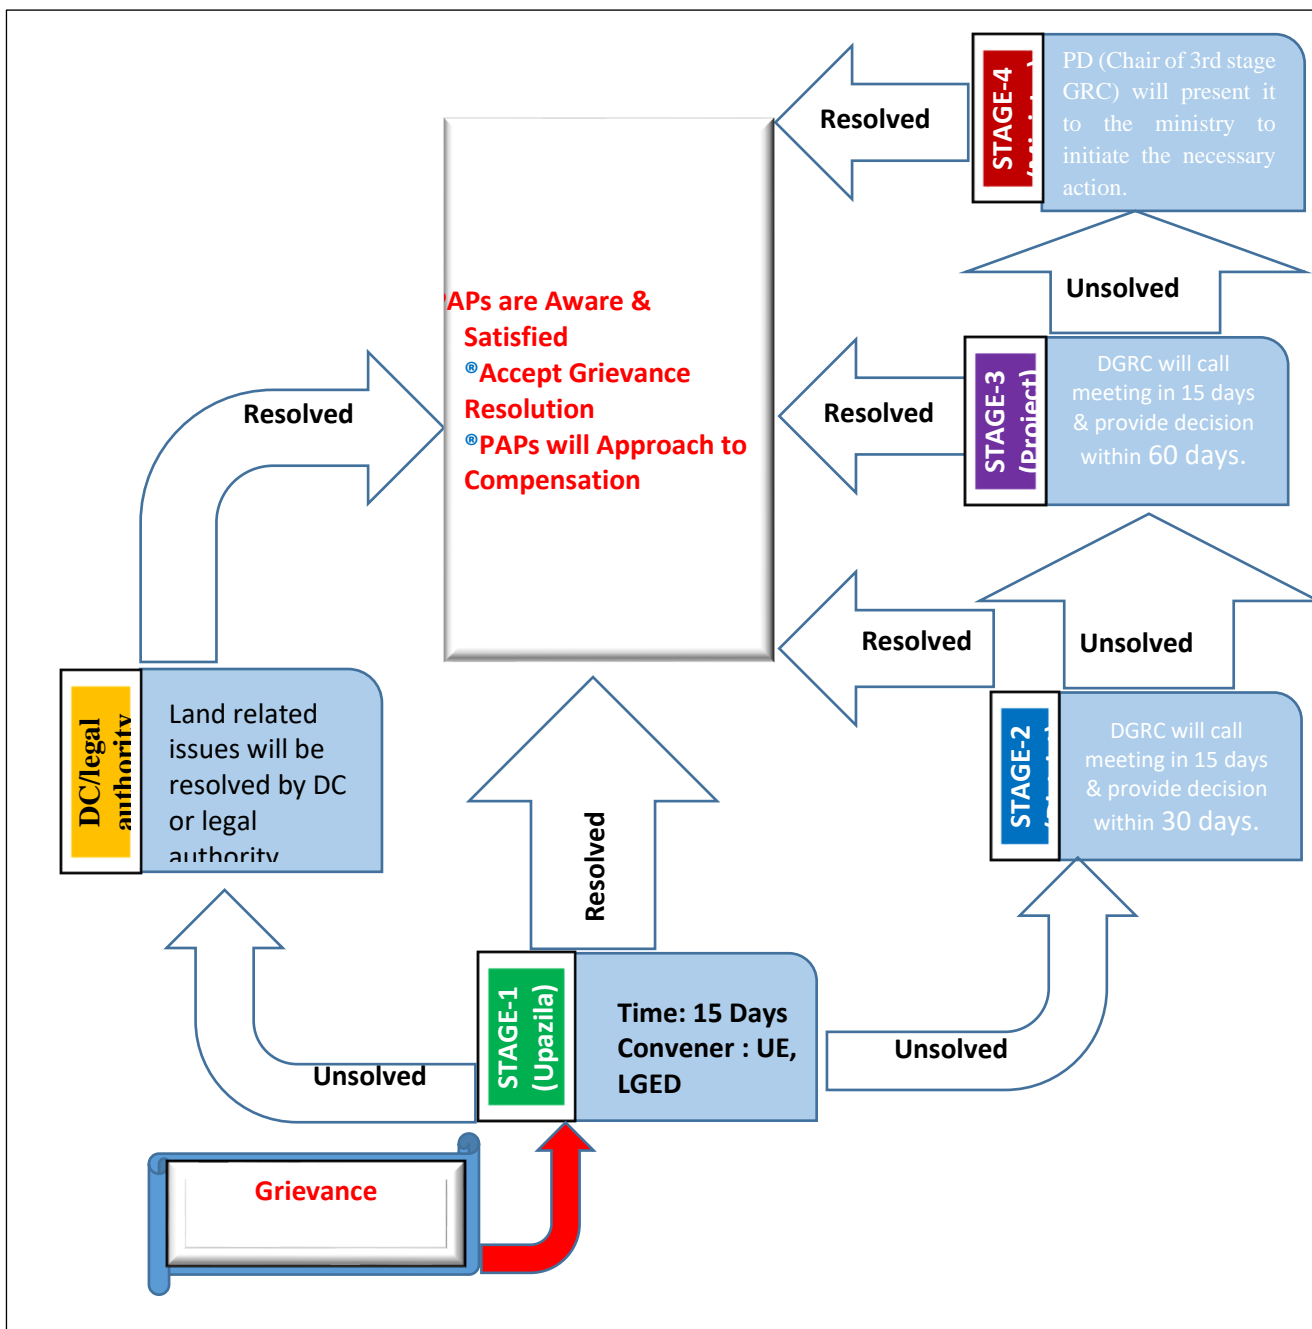 STAGE-4
PD (Chair of 3rd stage
GRC) will present it
to the ministry to
initiate the necessary
action.
Resolved
Unsolved
PAPs are Aware &
Satisfied
®Accept Grievance
Resolution
®PAPs will Approach to
Compensation
STAGE-3
(Project)
DGRC will call
meeting in 15 days
& provide decision
within 60 days.
Resolved
Resolved
Unsolved
Resolved
STAGE-2
DGRC will call
meeting in 15 days
& provide decision
within 30 days.
DC/legal
authority
Land related
issues will be
resolved by DC
or legal
authority
Resolved
STAGE-1
(Upazila)
Time: 15 Days
Convener : UE,
LGED
Unsolved
Unsolved
Grievance